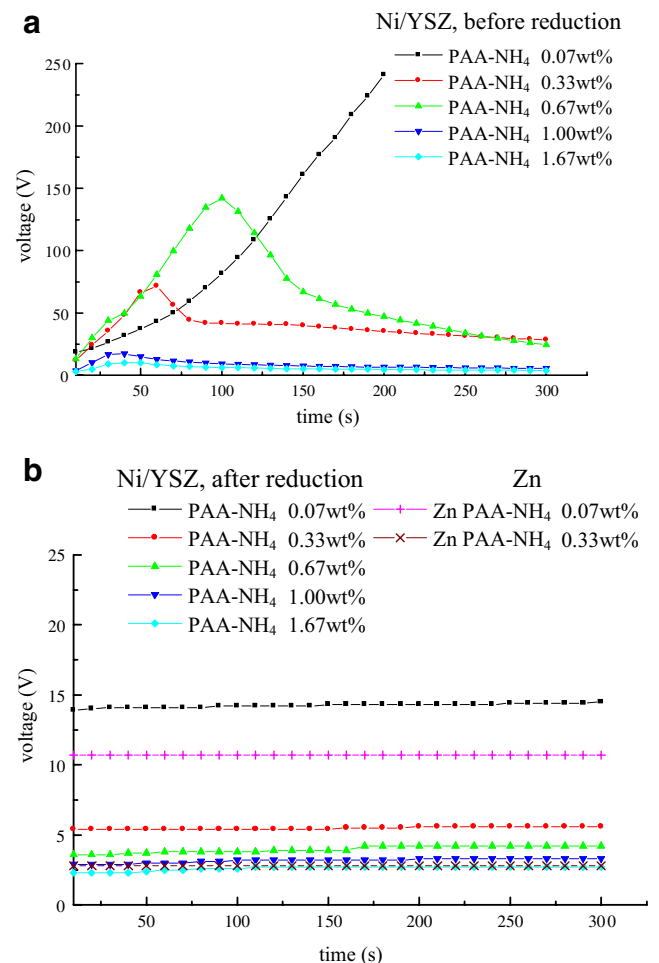 a
Ni/YSZ, before reduction
PAA-NH₄ 0.07wt%
PAA-NH₄ 0.33wt%
PAA-NH₄ 0.67wt%
PAA-NH₄ 1.00wt%
PAA-NH₄ 1.67wt%
250
200
150
100
50
0
voltage (V)
50 100 150 200 250 300
time (s)
b
Ni/YSZ, after reduction
PAA-NH₄ 0.07wt%
PAA-NH₄ 0.33wt%
PAA-NH₄ 0.67wt%
PAA-NH₄ 1.00wt%
PAA-NH₄ 1.67wt%
Zn
Zn PAA-NH₄ 0.07wt%
Zn PAA-NH₄ 0.33wt%
25
20
15
10
5
0
voltage (V)
50 100 150 200 250 300
time (s)